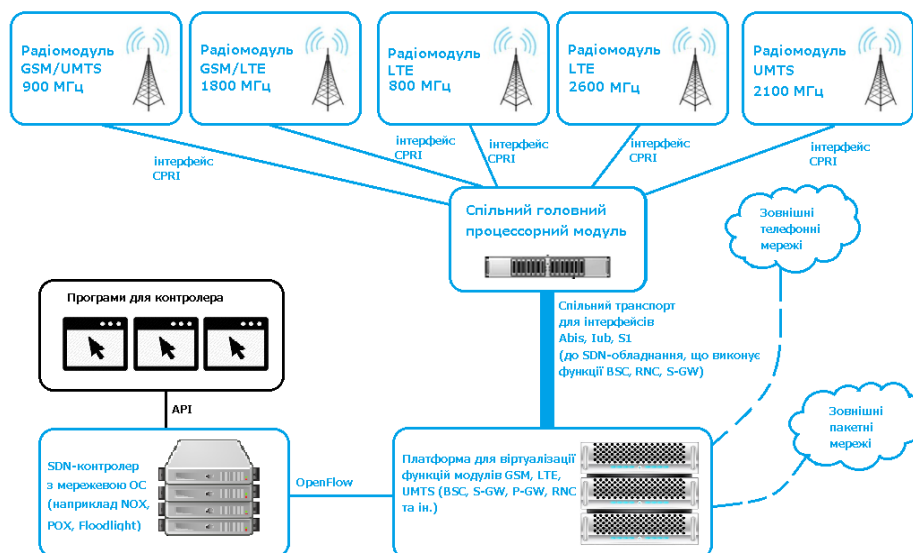 Радіомодуль
GSM/UMTS
900 МГц
Радіомодуль
GSM/LTE
1800 МГц
Радіомодуль
LTE
800 МГц
Радіомодуль
LTE
2600 МГц
Радіомодуль
UMTS
2100 МГц
інтерфейс
CPRI
інтерфейс
CPRI
інтерфейс
CPRI
інтерфейс
CPRI
інтерфейс
CPRI
Спільний головний
процессорний модуль
Зовнішні
телефонні
мережі
Програми для контролера
Спільний транспорт
для інтерфейсів
Abis, Iub, S1
(до SDN-обладнання, що виконує
функції BSC, RNC, S-GW)
API
Зовнішні
пакетні
мережі
SDN-контролер
з мережевою ОС
(наприклад NOX,
POX, Floodlight)
OpenFlow
Платформа для віртуалізації
функцій модулів GSM, LTE,
UMTS (BSC, S-GW, P-GW, RNC
та ін.)